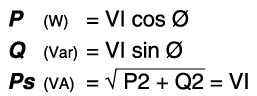 P (W) = VI cos Ø
Q (Var) = VI sin Ø
Ps (VA) = √ P2 + Q2 = VI